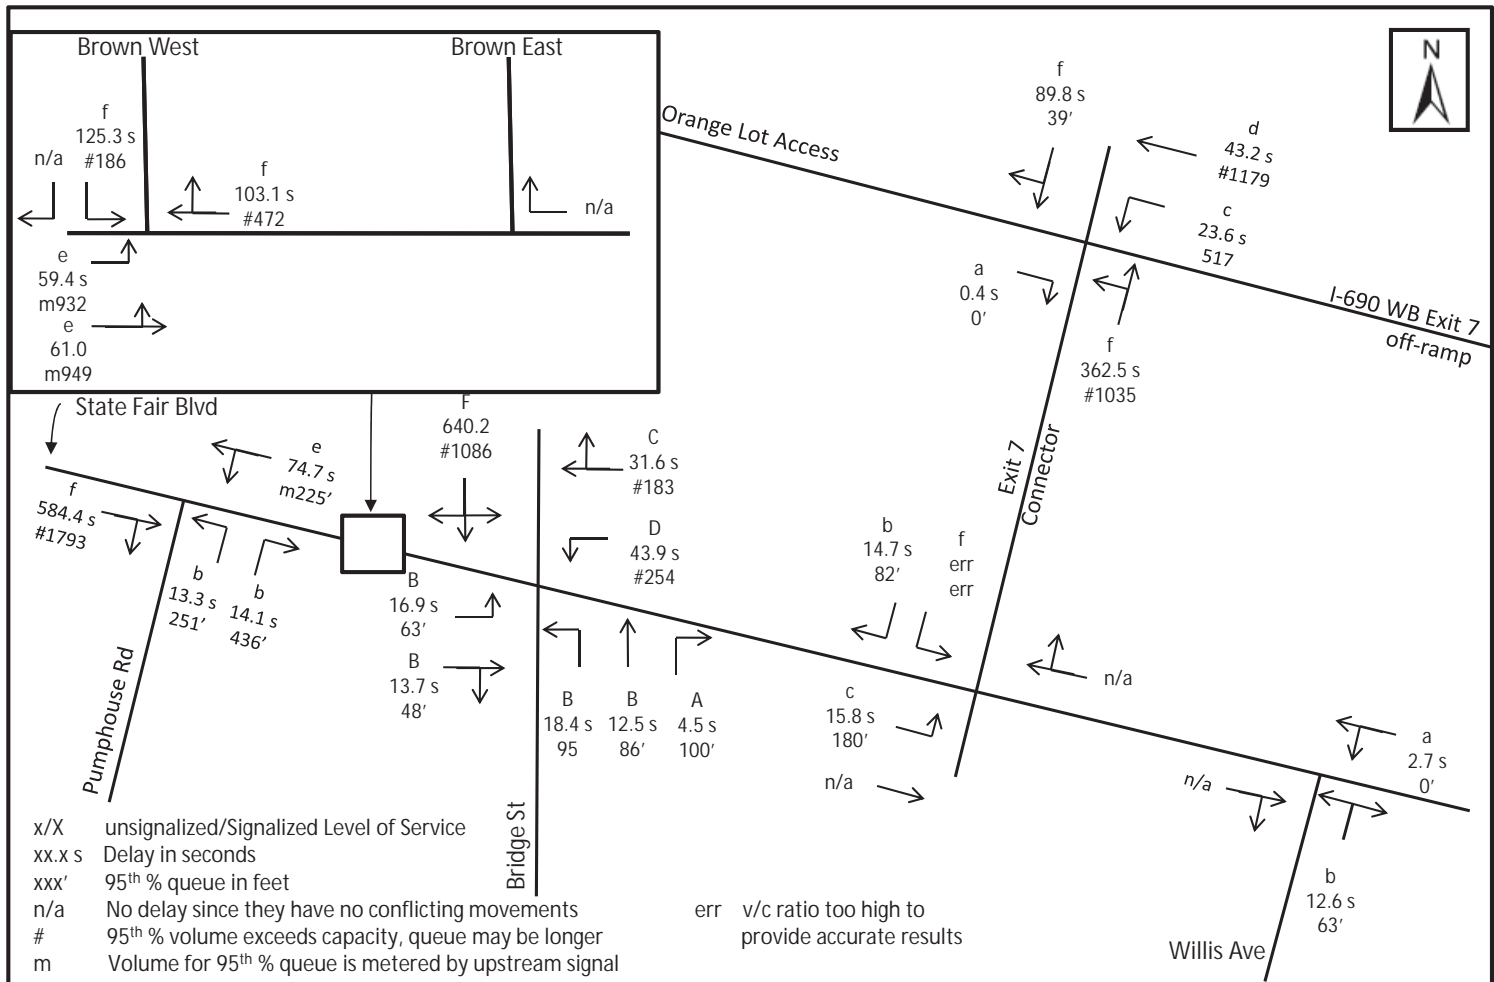 Brown West
Brown East
f
125.3 s
#186
n/a
f
103.1 s
#472
n/a
e
59.4 s
m932
e
61.0
m949
Orange Lot Access
f
89.8 s
39′
d
43.2 s
#1179
N
c
23.6 s
517
a
0.4 s
0′
f
362.5 s
#1035
I-690 WB Exit 7
off-ramp
Exit 7
Connector
State Fair Blvd
f
584.4 s
#1793
e
74.7 s
m225′
b
13.3 s
251′
b
14.1 s
436′
Pumphouse Rd
F
640.2
#1086
C
31.6 s
#183
D
43.9 s
#254
B
16.9 s
63′
B
13.7 s
48′
B
18.4 s
95
B
12.5 s
86′
A
4.5 s
100′
Bridge St
b
14.7 s
82′
f
err
err
n/a
c
15.8 s
180′
n/a
a
2.7 s
0′
n/a
b
12.6 s
63′
Willis Ave
x/X unsignalized/Signalized Level of Service
xx.x s Delay in seconds
xxx′ 95th % queue in feet
n/a No delay since they have no conflicting movements
# 95th % volume exceeds capacity, queue may be longer
m Volume for 95th % queue is metered by upstream signal
err v/c ratio too high to
provide accurate results